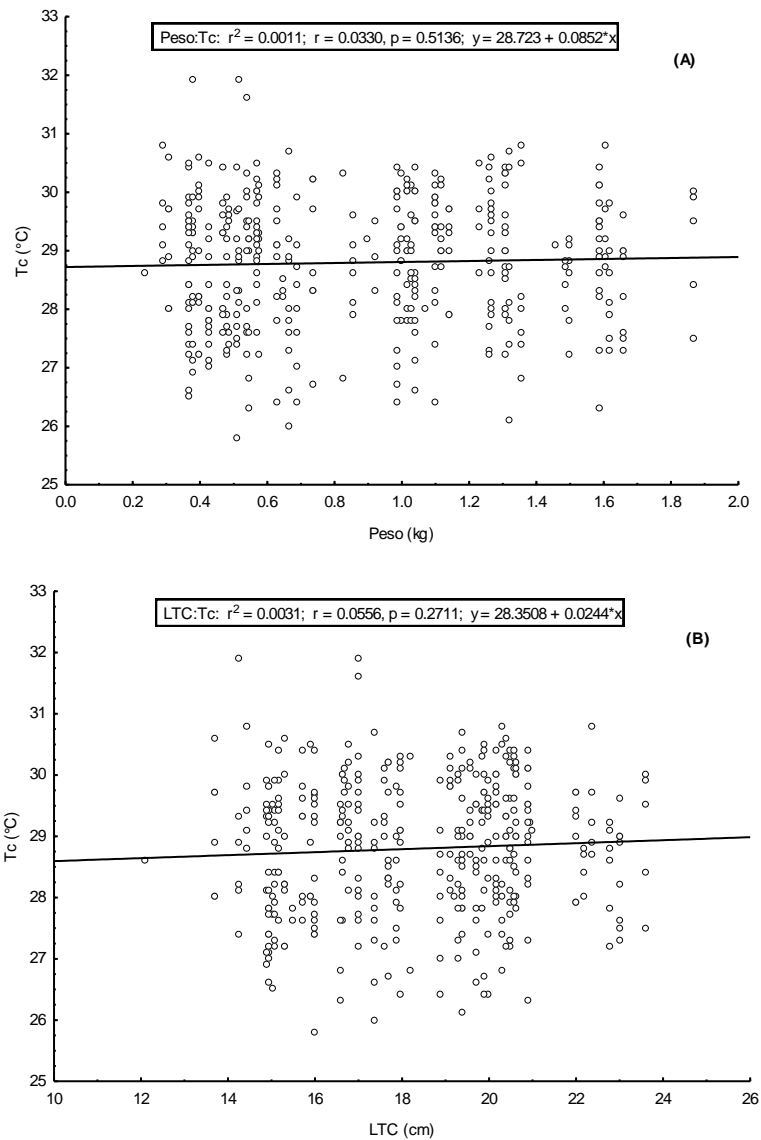 Peso:Tc: r² = 0.0011; r = 0.0330, p = 0.5136; y = 28.723 + 0.0852*x
(A)
33
32
31
30
29
28
27
26
25
Tc (°C)
0.0 0.2 0.4 0.6 0.8 1.0 1.2 1.4 1.6 1.8 2.0
Peso (kg)
LTC:Tc: r² = 0.0031; r = 0.0556, p = 0.2711; y = 28.3508 + 0.0244*x
(B)
33
32
31
30
29
28
27
26
25
Tc (°C)
10 12 14 16 18 20 22 24 26
LTC (cm)